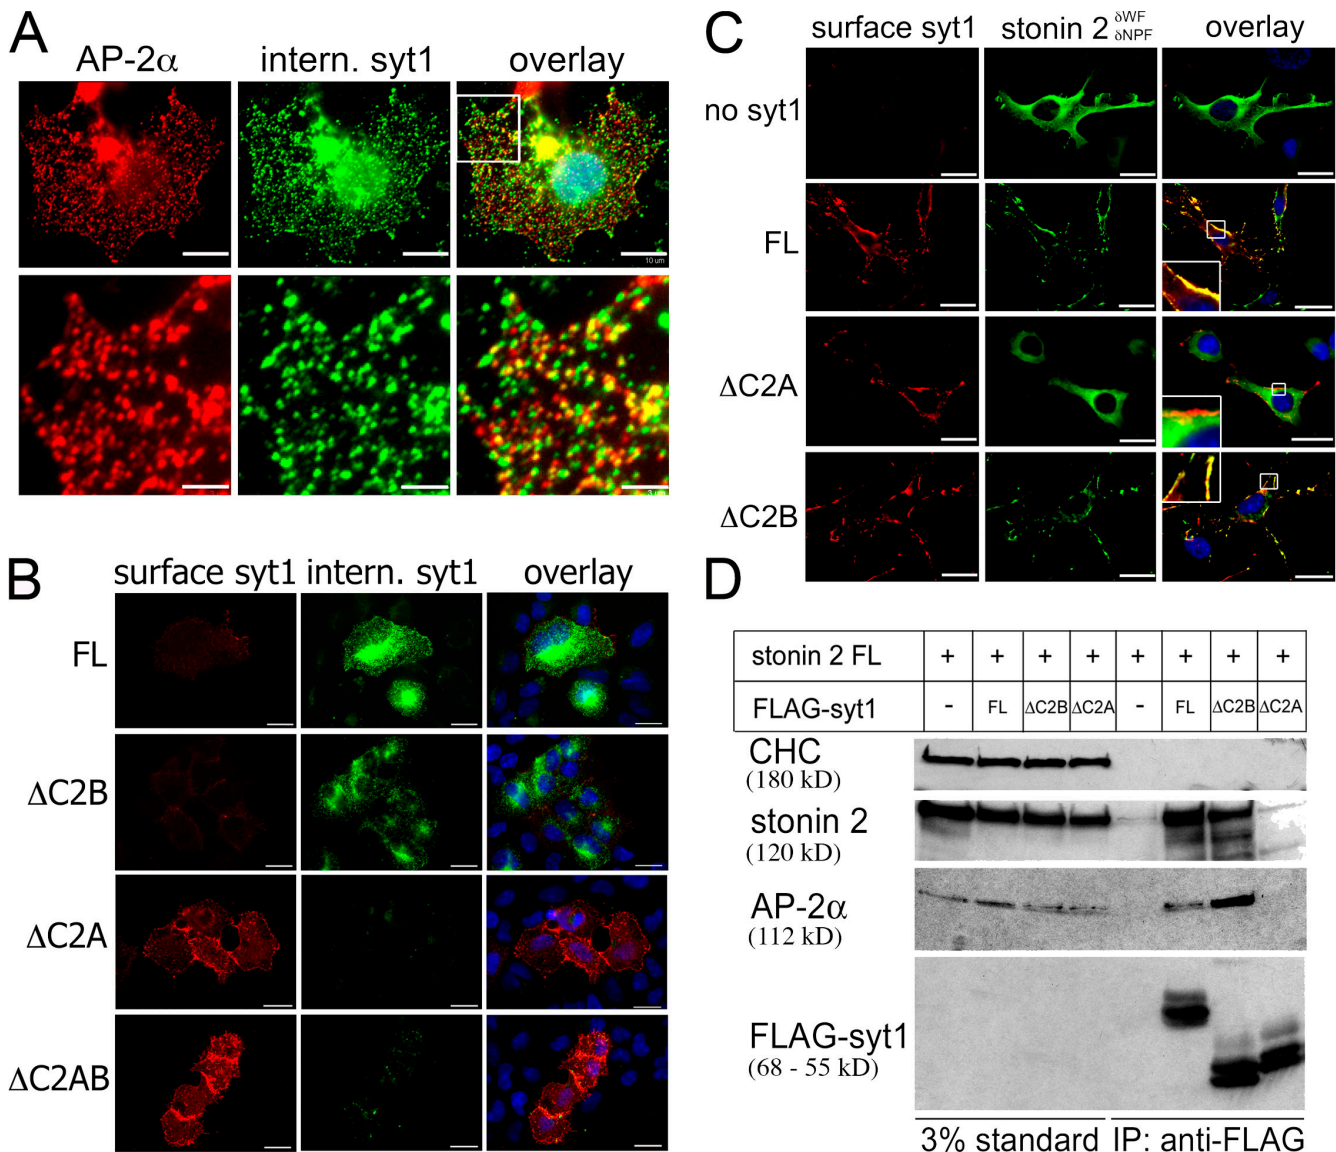 A
AP-2α intern. syt1 overlay
10 um
B
surface syt1 intern. syt1 overlay
FL
ΔC2B
ΔC2A
ΔC2AB
C
surface syt1 stonin 2 δWF δNPF overlay
no syt1
FL
ΔC2A
ΔC2B
D
stonin 2 FL + + + + + + + +
FLAG-syt1 - FL ΔC2B ΔC2A - FL ΔC2B ΔC2A
CHC
(180 kD)
stonin 2
(120 kD)
AP-2α
(112 kD)
FLAG-syt1
(68 - 55 kD)
3% standard IP: anti-FLAG